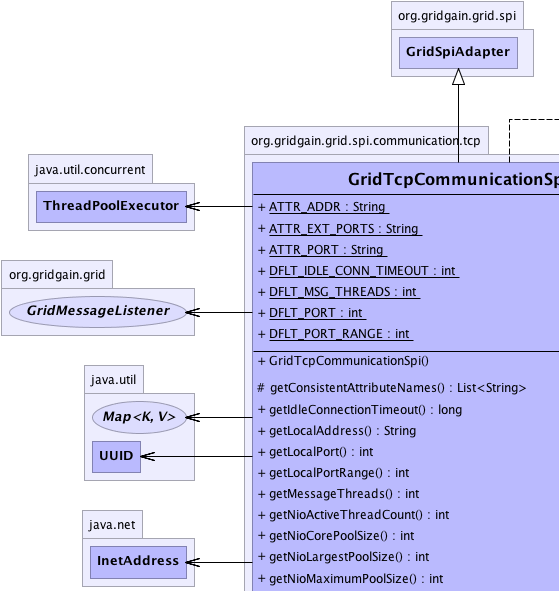 org.gridgain.grid.spi
GridSpiAdapter
org.gridgain.grid.spi.communication.tcp
GridTcpCommunicationSp
java.util.concurrent
ThreadPoolExecutor
org.gridgain.grid
GridMessageListener
java.util
Map<K, V>
UUID
java.net
InetAddress
+ ATTR_ADDR : String
+ ATTR_EXT_PORTS : String
+ ATTR_PORT : String
+ DFLT_IDLE_CONN_TIMEOUT : int
+ DFLT_MSG_THREADS : int
+ DFLT_PORT : int
+ DFLT_PORT_RANGE : int
+ GridTcpCommunicationSpi()
# getConsistentAttributeNames() : List<String>
+ getIdleConnectionTimeout() : long
+ getLocalAddress() : String
+ getLocalPort() : int
+ getLocalPortRange() : int
+ getMessageThreads() : int
+ getNioActiveThreadCount() : int
+ getNioCorePoolSize() : int
+ getNioLargestPoolSize() : int
+ getNioMaximumPoolSize() : int